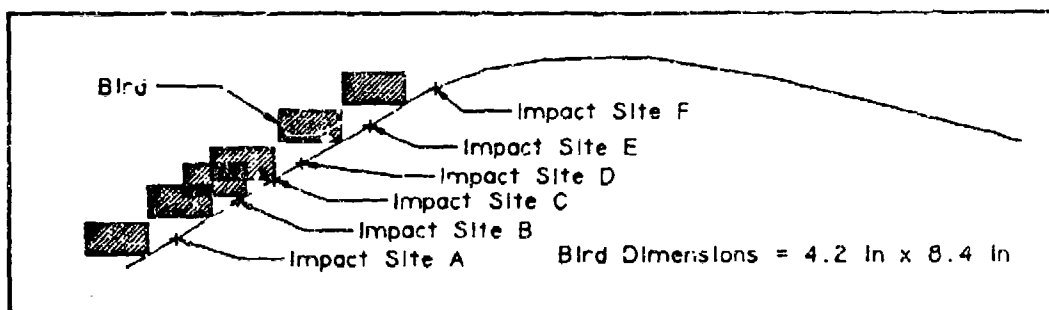 Bird
Impact Site F
Impact Site E
Impact Site D
Impact Site C
Impact Site B
Impact Site A
Bird Dimensions = 4.2 in x 8.4 in